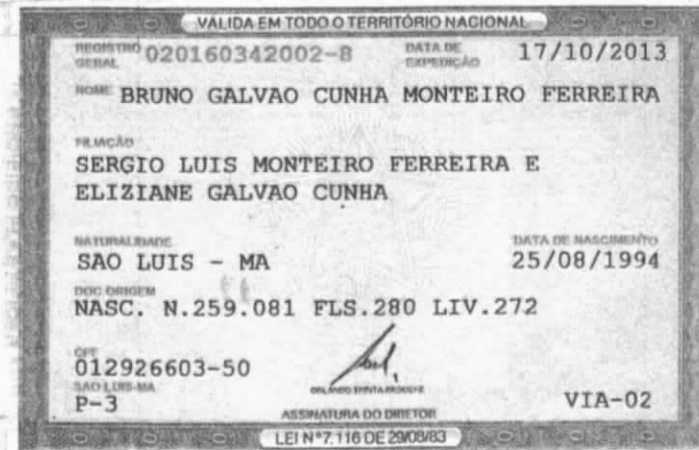 VÁLIDA EM TODO O TERRITÓRIO NACIONAL
REGISTRO GERAL 020160342002-8 DATA DE EXPEDIÇÃO 17/10/2013
NOME BRUNO GALVAO CUNHA MONTEIRO FERREIRA
FILIAÇÃO
SERGIO LUIS MONTEIRO FERREIRA E
ELIZIANE GALVAO CUNHA
NATURALIDADE DATA DE NASCIMENTO
SAO LUIS - MA 25/08/1994
DOC ORIGEM
NASC. N.259.081 FLS.280 LIV.272
CPF
012926603-50
SAO LUIS-MA
P-3 VIA-02
ASSINATURA DO DIRETOR
LEI Nº 7.116 DE 29/08/83